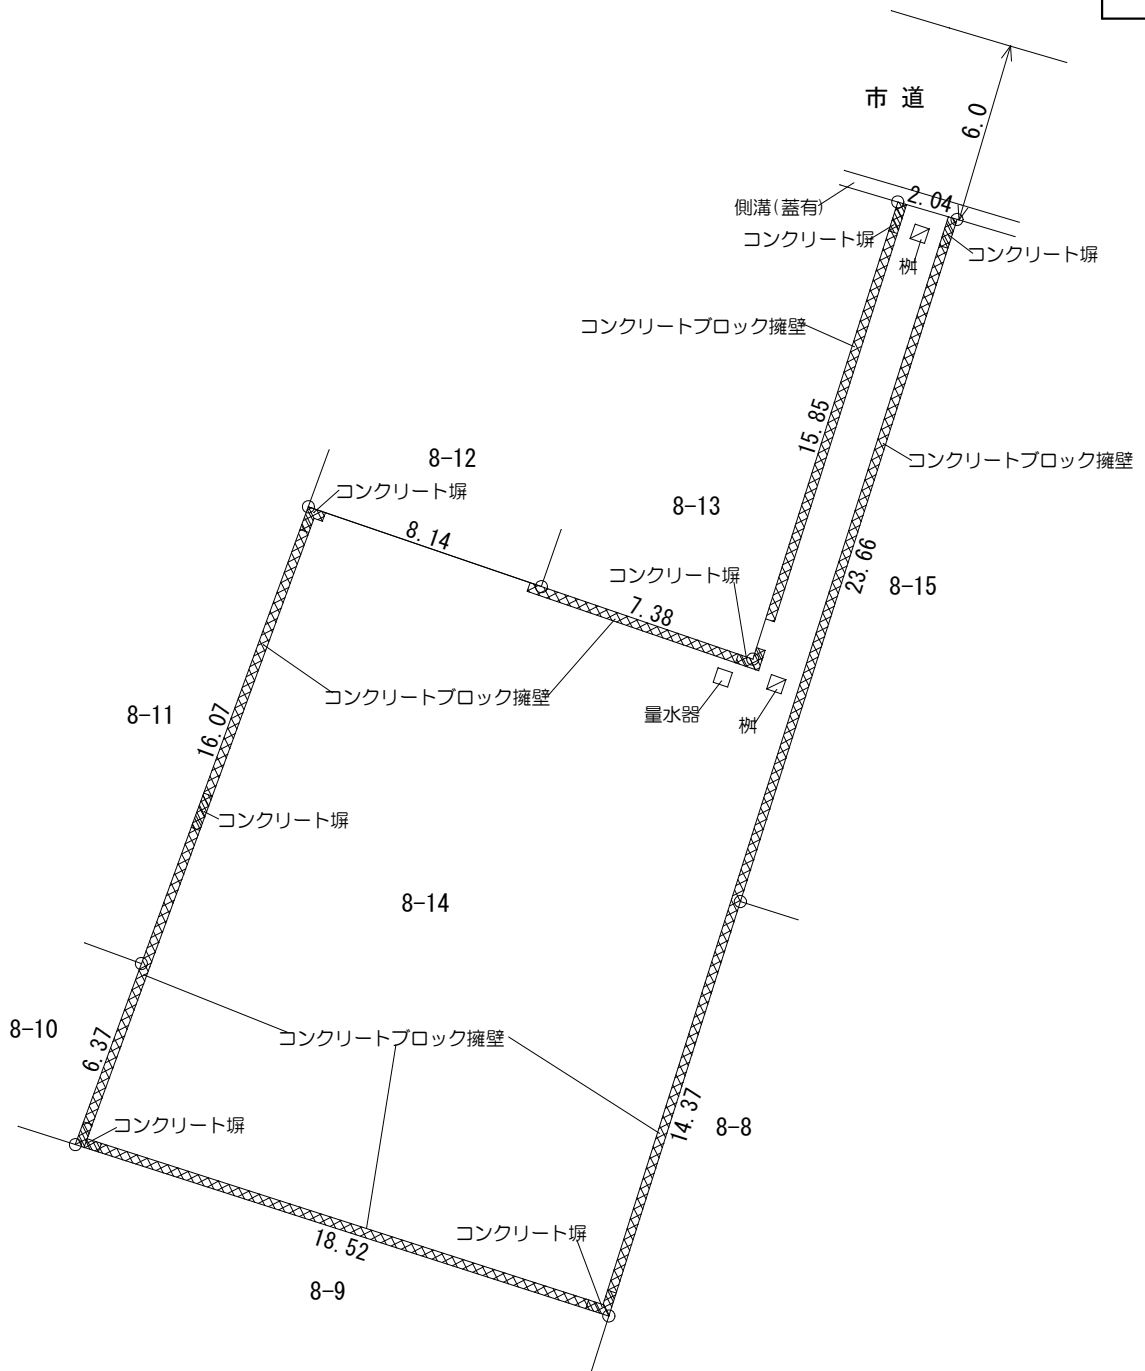 市 道
6.0
2.04
側溝(蓋有)
コンクリート塀
コンクリート塀
桝
コンクリートブロック擁壁
15.85
コンクリートブロック擁壁
8-12
コンクリート塀
8-13
8.14
コンクリート塀
23.66
8-15
7.38
コンクリートブロック擁壁
量水器
桝
8-11
16.07
コンクリート塀
8-14
8-10
6.37
コンクリートブロック擁壁
コンクリート塀
14.37
8-8
18.52
コンクリート塀
8-9